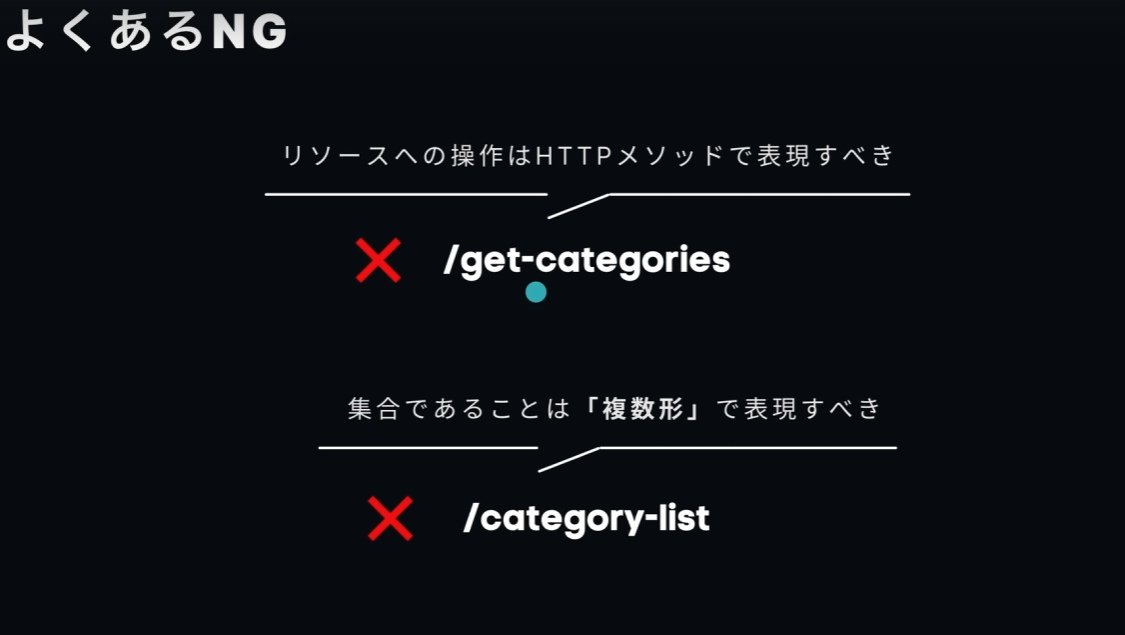 よくあるNG
リソースへの操作はHTTPメソッドで表現すべき
/get-categories
集合であることは「複数形」で表現すべき
/category-list